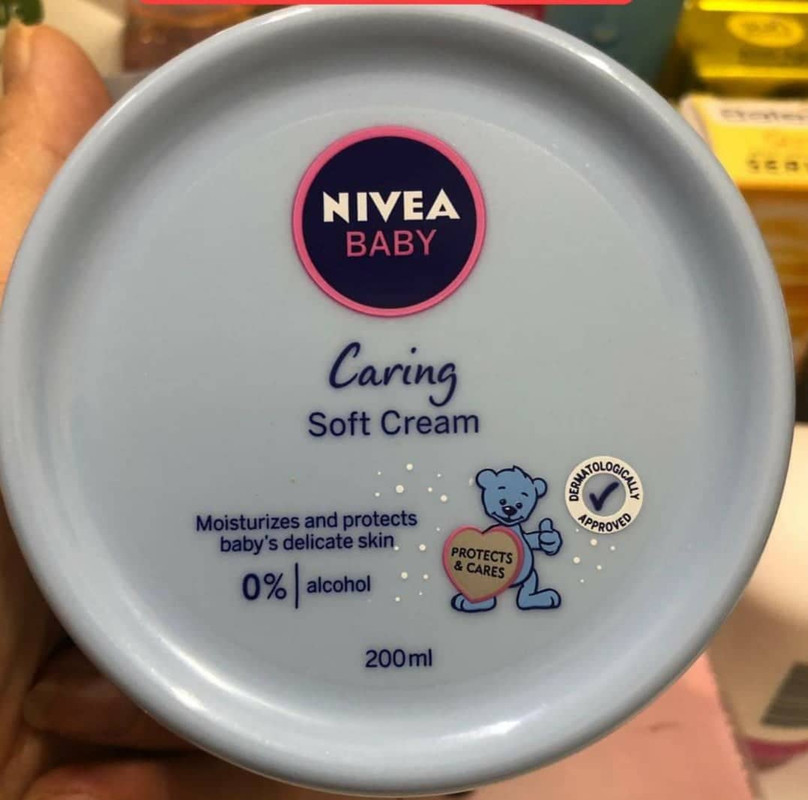 NIVEA
BABY
Caring
Soft Cream
DERMATOLOGICALLY
APPROVED
Moisturizes and protects
baby's delicate skin
PROTECTS
& CARES
0% alcohol
200ml